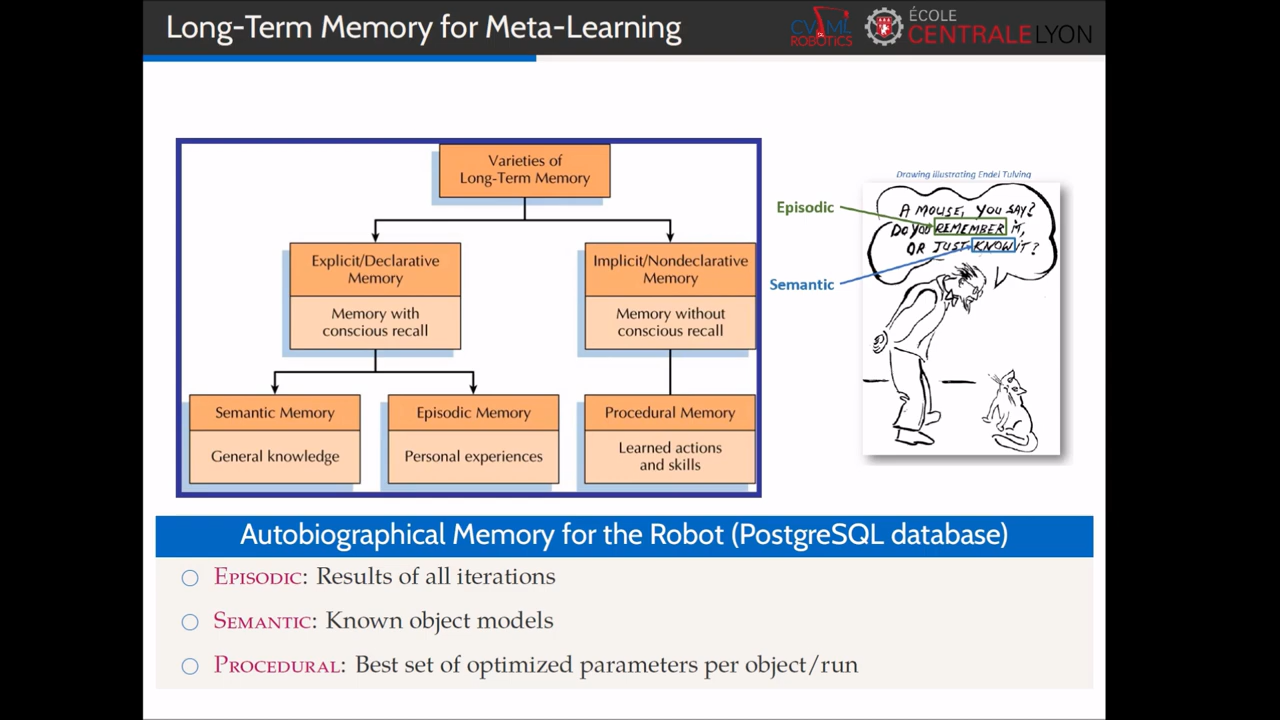 Long-Term Memory for Meta-Learning
CV ML
ROBOTICS
ÉCOLE
CENTRALELYON
Varieties of
Long-Term Memory
Explicit/Declarative
Memory
Memory with
conscious recall
Implicit/Nondeclarative
Memory
Memory without
conscious recall
Semantic Memory
General knowledge
Episodic Memory
Personal experiences
Procedural Memory
Learned actions
and skills
Drawing illustrating Endel Tulving
Episodic
Semantic
A MOUSE, YOU SAY?
DO YOU REMEMBER IT,
OR JUST KNOW IT?
Autobiographical Memory for the Robot (PostgreSQL database)
EPISODIC: Results of all iterations
SEMANTIC: Known object models
PROCEDURAL: Best set of optimized parameters per object/run